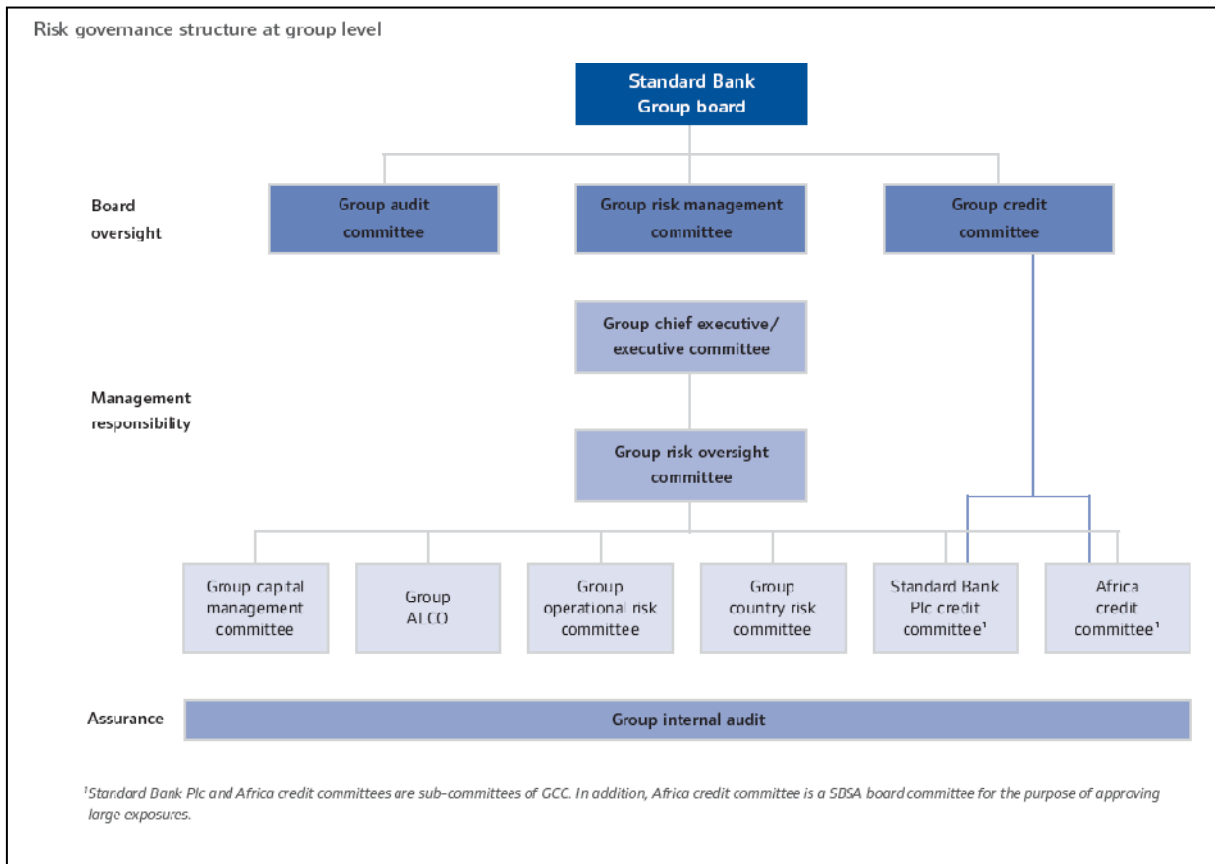 Risk governance structure at group level
Standard Bank
Group board
Board
oversight
Group audit
committee
Group risk management
committee
Group credit
committee
Group chief executive/
executive committee
Management
responsibility
Group risk oversight
committee
Group capital
management
committee
Group
ALCO
Group
operational risk
committee
Group
country risk
committee
Standard Bank
Plc credit
committee¹
Africa
credit
committee¹
Assurance
Group internal audit
¹Standard Bank Plc and Africa credit committees are sub-committees of GCC. In addition, Africa credit committee is a SBSA board committee for the purpose of approving
large exposures.